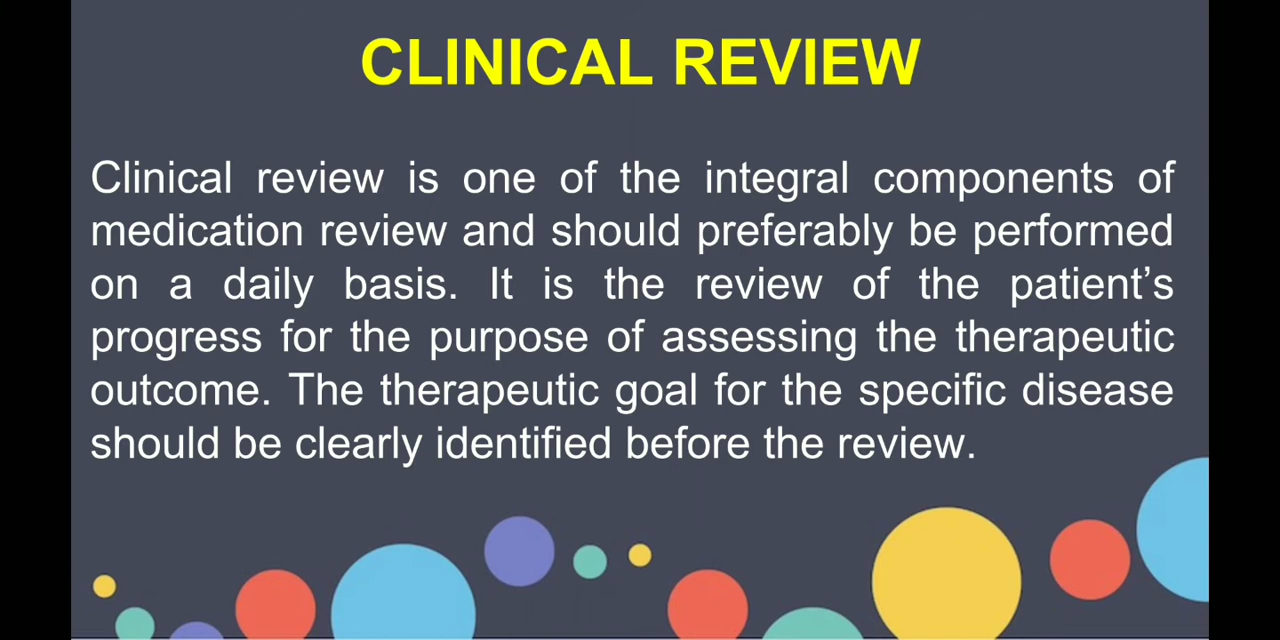 CLINICAL REVIEW
Clinical review is one of the integral components of
medication review and should preferably be performed
on a daily basis. It is the review of the patient’s
progress for the purpose of assessing the therapeutic
outcome. The therapeutic goal for the specific disease
should be clearly identified before the review.